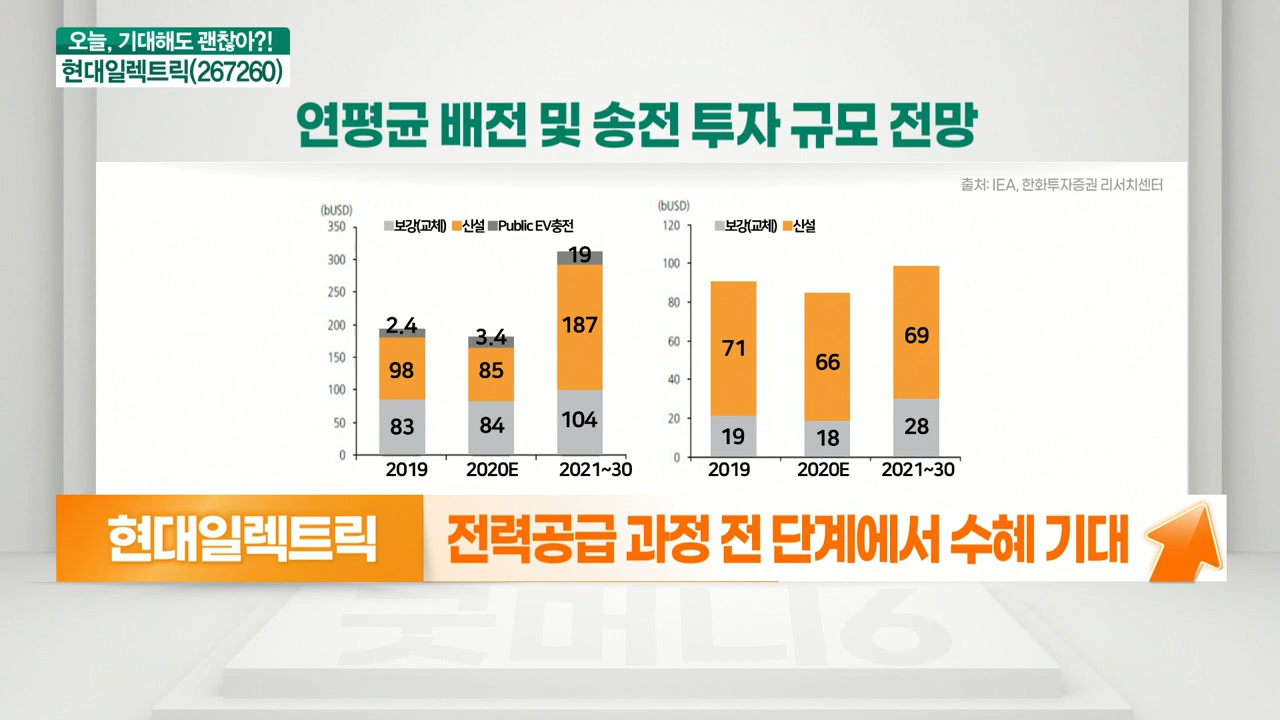 오늘, 기대해도 괜찮아?!
현대일렉트릭(267260)
연평균 배전 및 송전 투자 규모 전망
출처: IEA, 한화투자증권 리서치센터
(bUSD)
보강(교체) 신설 Public EV충전
350
300
250
200
150
100
50
0
2.4
98
83
3.4
85
84
19
187
104
2019 2020E 2021~30
(bUSD)
보강(교체) 신설
120
100
80
60
40
20
0
71
19
66
18
69
28
2019 2020E 2021~30
현대일렉트릭
전력공급 과정 전 단계에서 수혜 기대
굿머니6